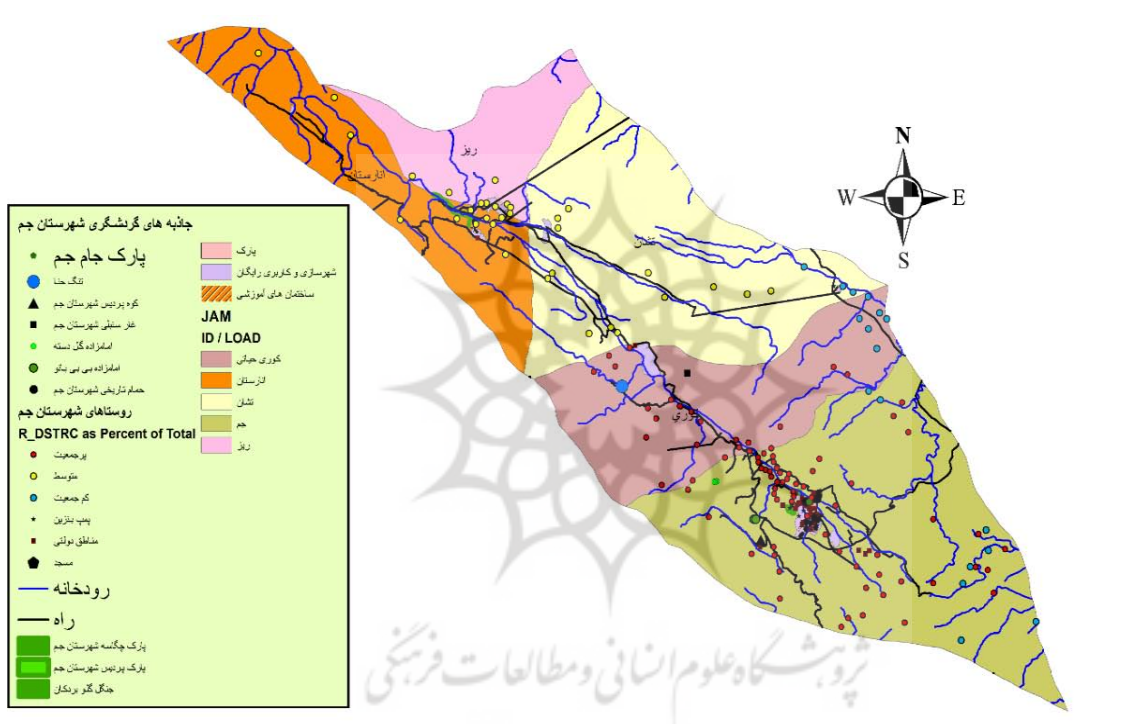 جاذبه های گردشگری شهرستان جم
پارک جام جم
تنگ حنا
کوه پردیس شهرستان جم
غار سابلی شهرستان جم
امامزاده گل دسته
امامزاده بی بی بانو
حمام تاریخی شهرستان جم
روستاهای شهرستان جم
R_DSTRC as Percent of Total
پرجمعیت
متوسط
کم جمعیت
پمپ بنزین
مناطق دولتی
مسجد
رودخانه
راه
پارک چگاسه شهرستان جم
پارک پردیس شهرستان جم
جنگل گلو بردکان
پارک
شهرسازی و کاربری رایگان
ساختمان های آموزشی
JAM
ID / LOAD
کوری حیاتی
انارستان
تشان
جم
ریز
ریز
انارستان
تشان
کوري
N
W
E
S
پژوهشگاه علوم انسانی و مطالعات فرهنگی